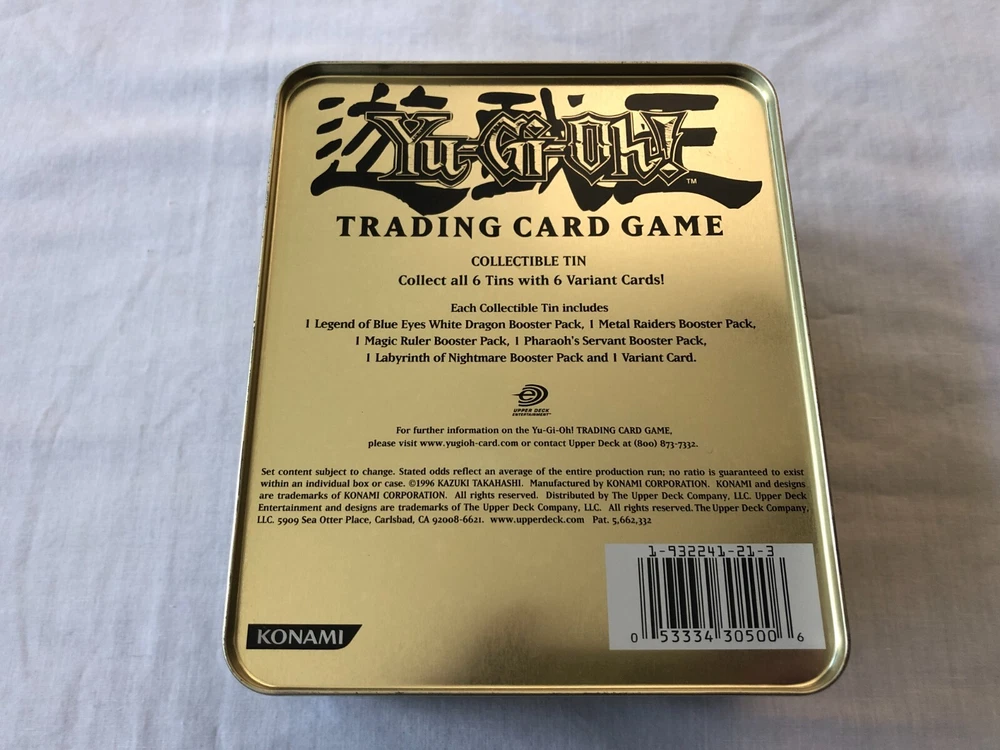 遊戯王
Yu-Gi-Oh!
TM
TRADING CARD GAME
COLLECTIBLE TIN
Collect all 6 Tins with 6 Variant Cards!
Each Collectible Tin includes
1 Legend of Blue Eyes White Dragon Booster Pack, 1 Metal Raiders Booster Pack,
1 Magic Ruler Booster Pack, 1 Pharaoh's Servant Booster Pack,
1 Labyrinth of Nightmare Booster Pack and 1 Variant Card.
UPPER DECK
ENTERTAINMENT
For further information on the Yu-Gi-Oh! TRADING CARD GAME,
please visit www.yugioh-card.com or contact Upper Deck at (800) 873-7332.
Set content subject to change. Stated odds reflect an average of the entire production run; no ratio is guaranteed to exist
within an individual box or case. ©1996 KAZUKI TAKAHASHI. Manufactured by KONAMI CORPORATION. KONAMI and designs
are trademarks of KONAMI CORPORATION. All rights reserved. Distributed by The Upper Deck Company, LLC. Upper Deck
Entertainment and designs are trademarks of The Upper Deck Company, LLC. All rights reserved. The Upper Deck Company,
LLC. 5909 Sea Otter Place, Carlsbad, CA 92008-6621. www.upperdeck.com Pat. 5,662,332
1-932241-21-3
0 53334 30500 6
KONAMI